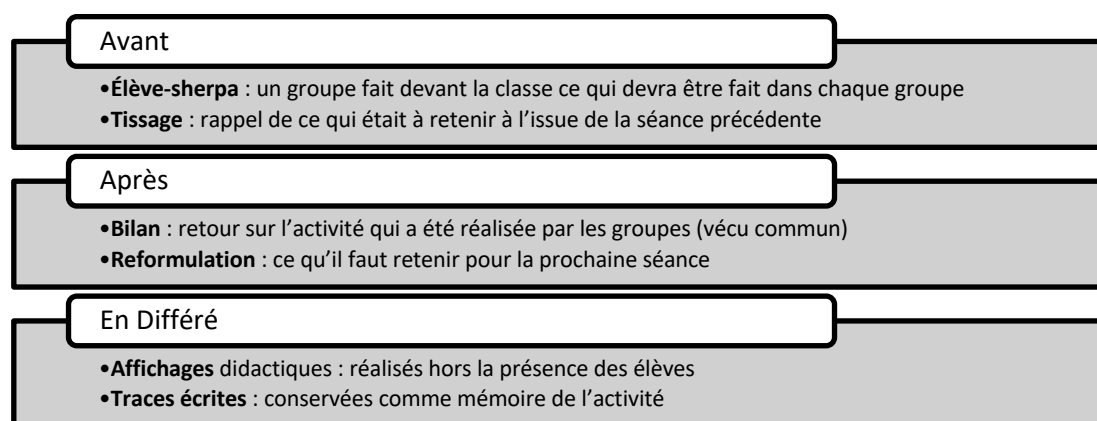 Avant
•Élève-sherpa : un groupe fait devant la classe ce qui devra être fait dans chaque groupe
•Tissage : rappel de ce qui était à retenir à l’issue de la séance précédente
Après
•Bilan : retour sur l’activité qui a été réalisée par les groupes (vécu commun)
•Reformulation : ce qu’il faut retenir pour la prochaine séance
En Différé
•Affichages didactiques : réalisés hors la présence des élèves
•Traces écrites : conservées comme mémoire de l’activité